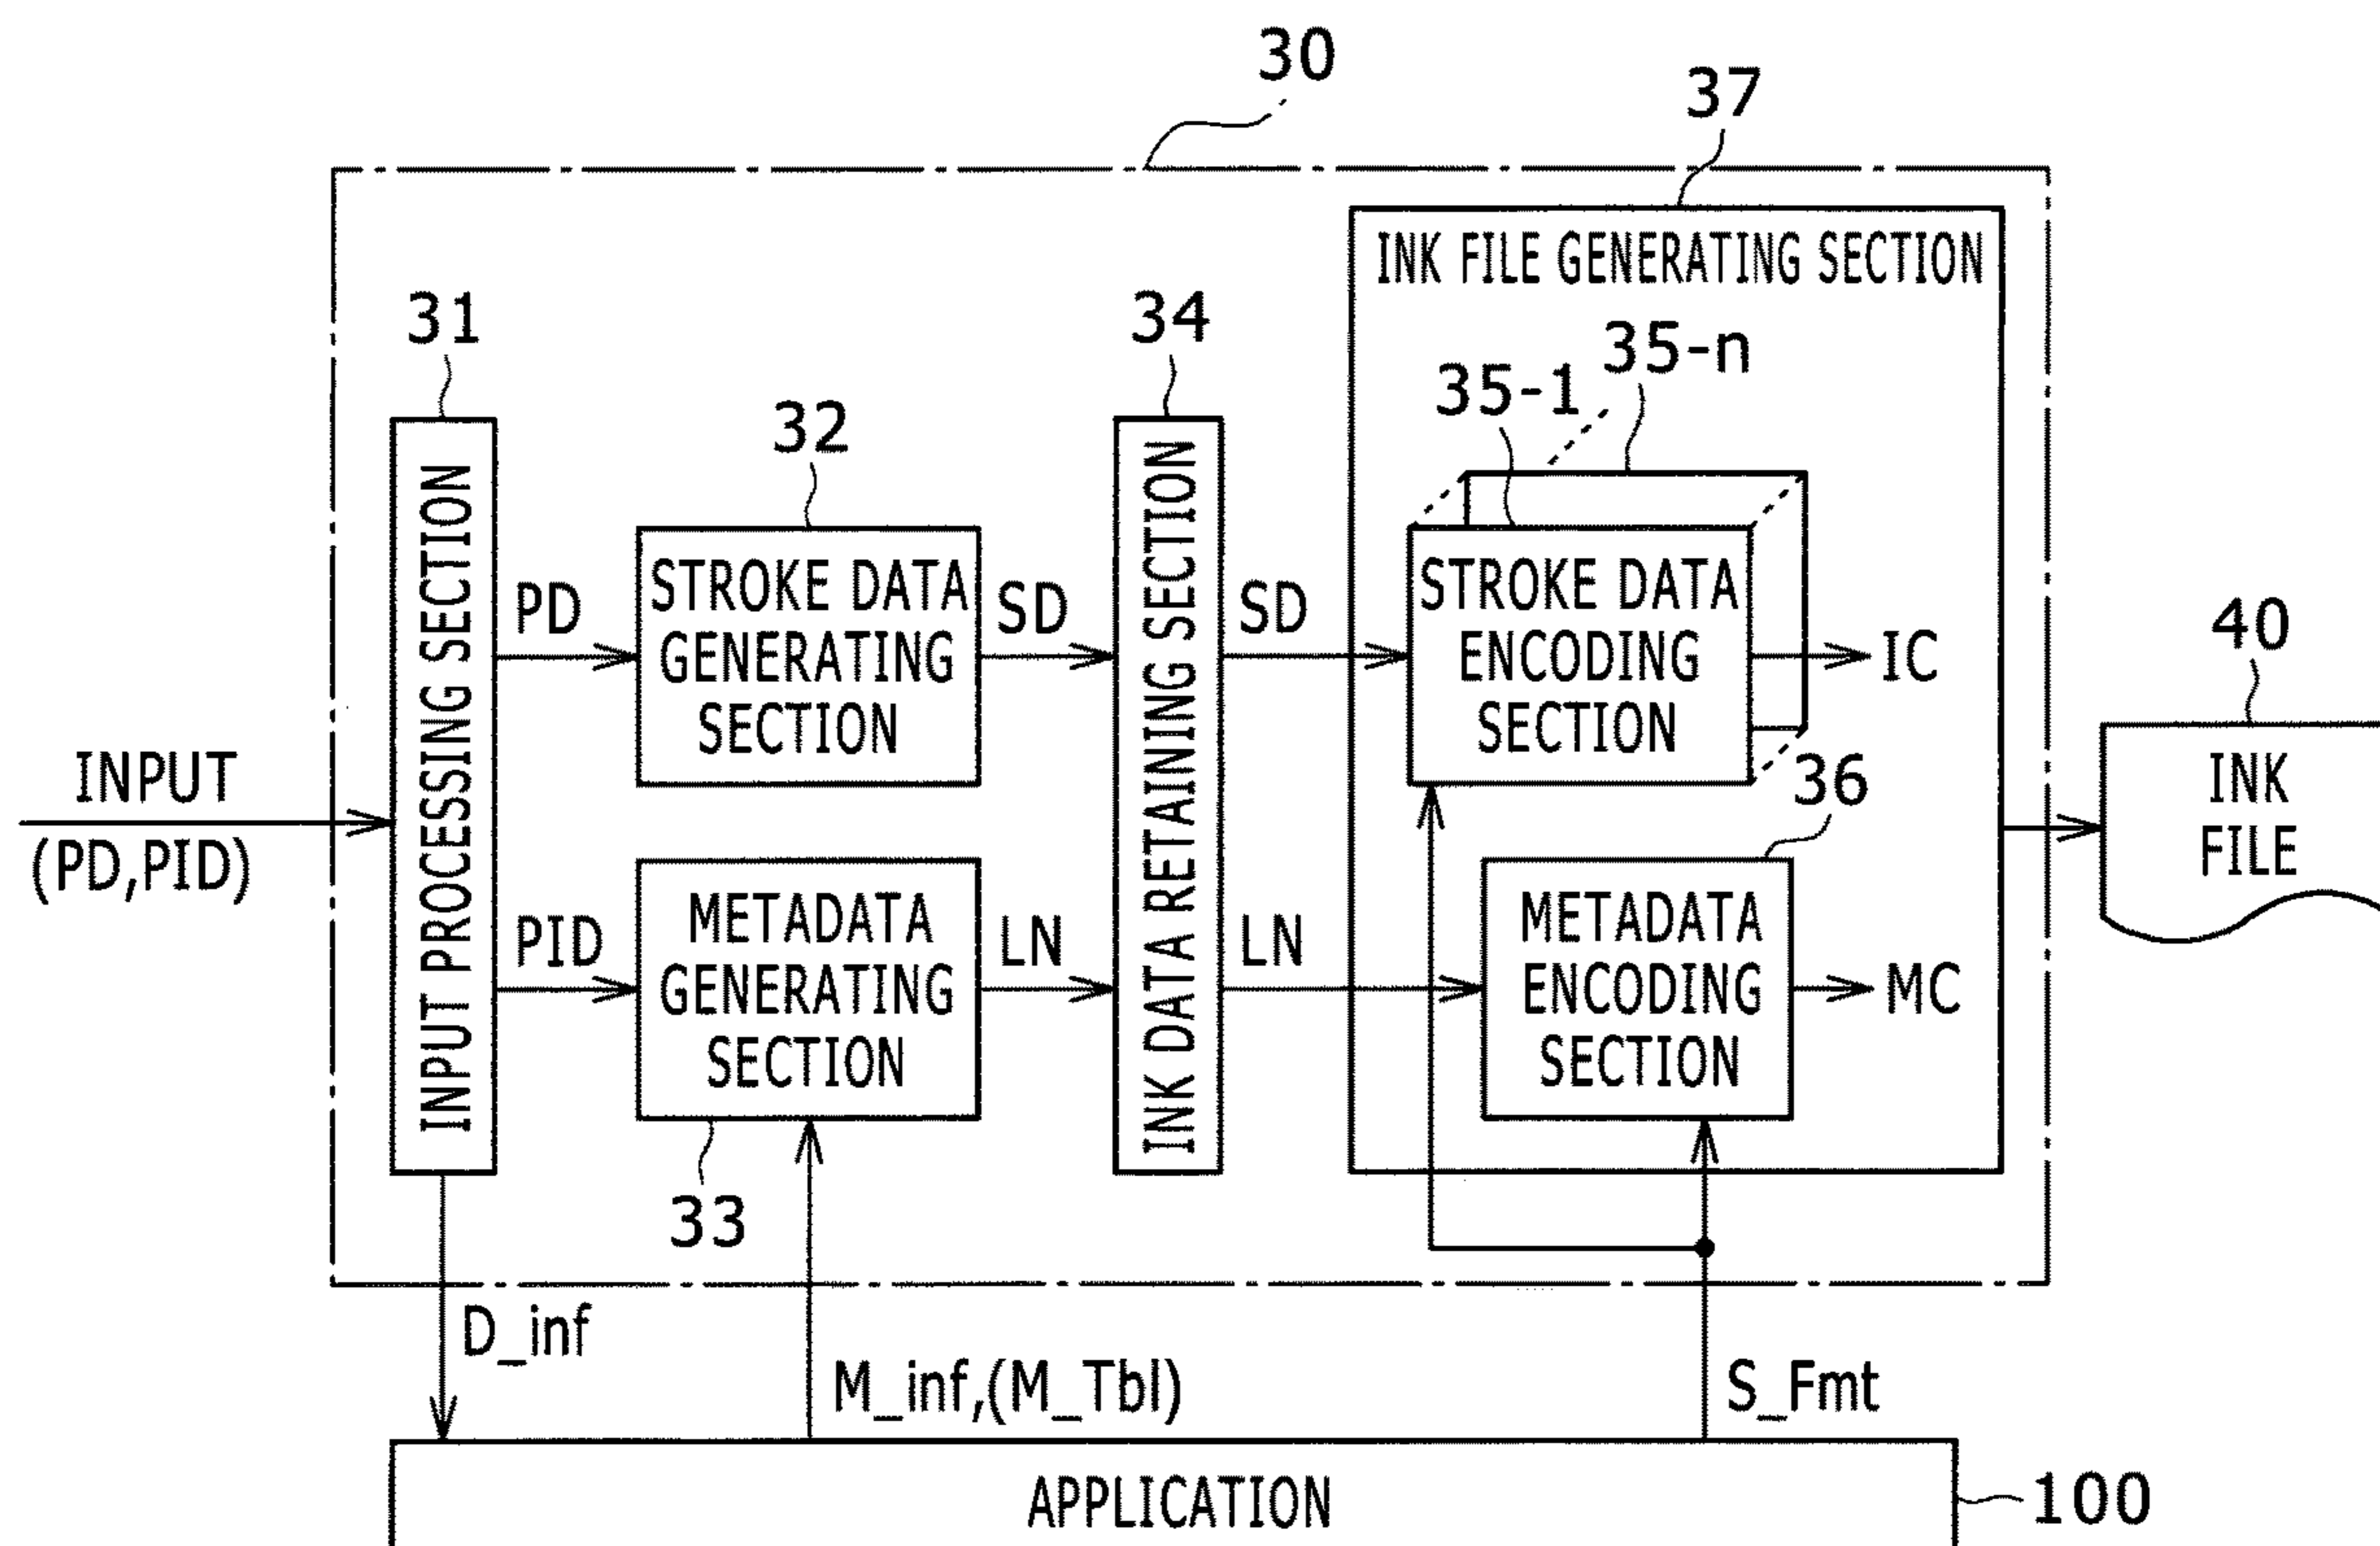 30
37
INK FILE GENERATING SECTION
31
34
35-n
35-1
32
INPUT PROCESSING SECTION
PD
STROKE DATA
GENERATING
SECTION
SD
INK DATA RETAINING SECTION
SD
STROKE DATA
ENCODING
SECTION
IC
40
INK
FILE
INPUT
(PD,PID)
36
PID
METADATA
GENERATING
SECTION
LN
LN
METADATA
ENCODING
SECTION
MC
33
D_inf
M_inf,(M_Tbl)
S_Fmt
APPLICATION
100